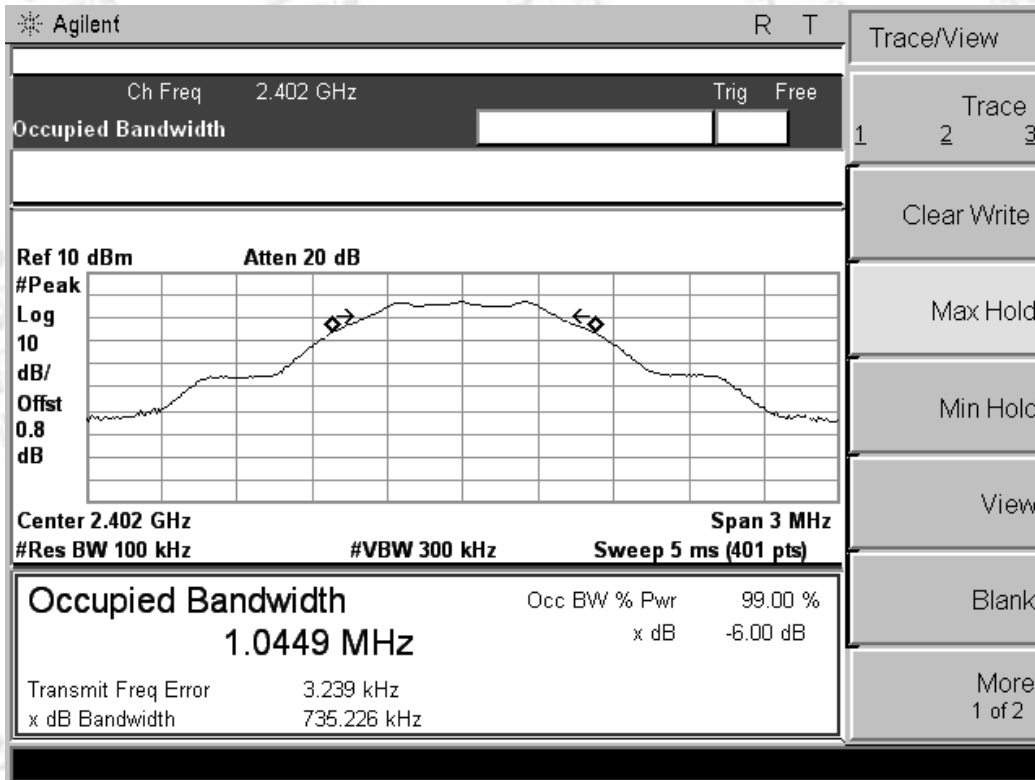 Agilent R T
Trace/View
Ch Freq 2.402 GHz Trig Free
Occupied Bandwidth
Trace
1 2 3
Clear Write
Max Hold
Min Hold
View
Blank
More
1 of 2
Ref 10 dBm Atten 20 dB
#Peak
Log
10
dB/
Offst
0.8
dB
Center 2.402 GHz Span 3 MHz
#Res BW 100 kHz #VBW 300 kHz Sweep 5 ms (401 pts)
Occupied Bandwidth
1.0449 MHz
Occ BW % Pwr 99.00 %
x dB -6.00 dB
Transmit Freq Error 3.239 kHz
x dB Bandwidth 735.226 kHz